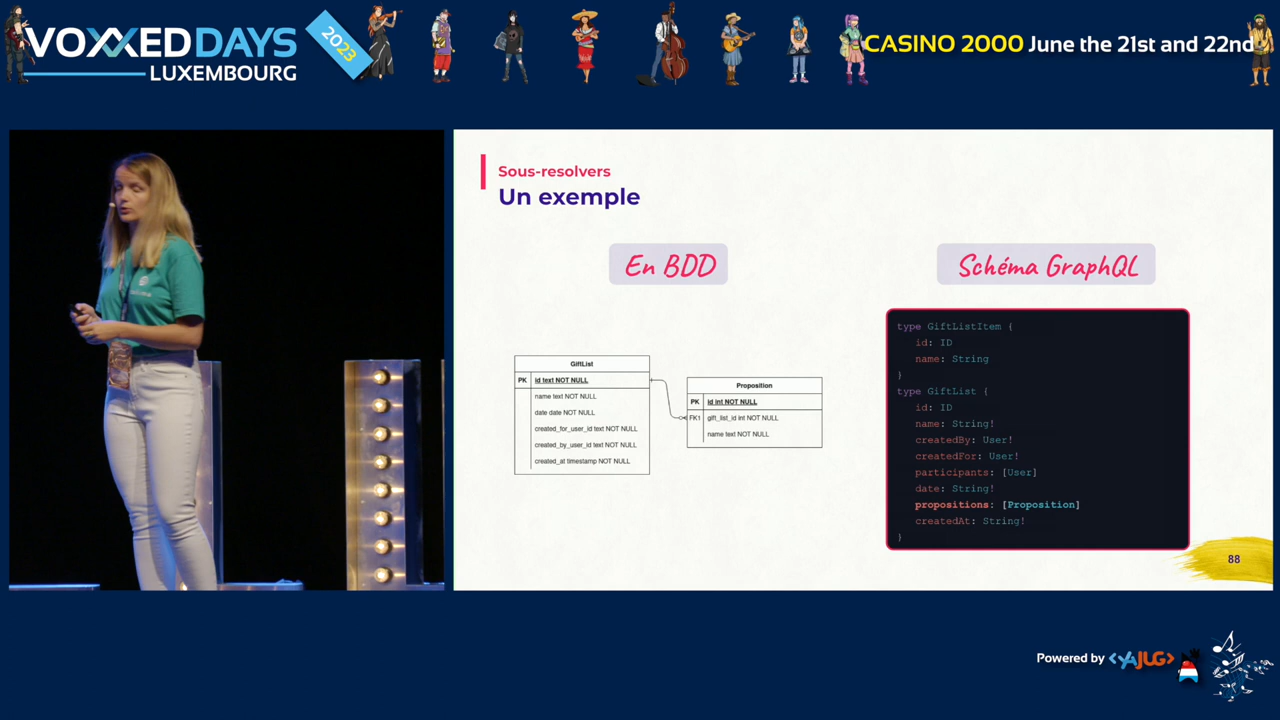 VOXXED DAYS
LUXEMBOURG
2023
CASINO 2000 June the 21st and 22nd
Sous-resolvers
Un exemple
En BDD
Schéma GraphQL
GiftList
PK id text NOT NULL
name text NOT NULL
date date NOT NULL
created_for_user_id text NOT NULL
created_by_user_id text NOT NULL
created_at timestamp NOT NULL
Proposition
PK id int NOT NULL
FK1 gift_list_id int NOT NULL
name text NOT NULL
type GiftListItem {
id: ID
name: String
}
type GiftList {
id: ID
name: String!
createdBy: User!
createdFor: User!
participants: [User]
date: String!
propositions: [Proposition]
createdAt: String!
}
88
Powered by <YAJUG>